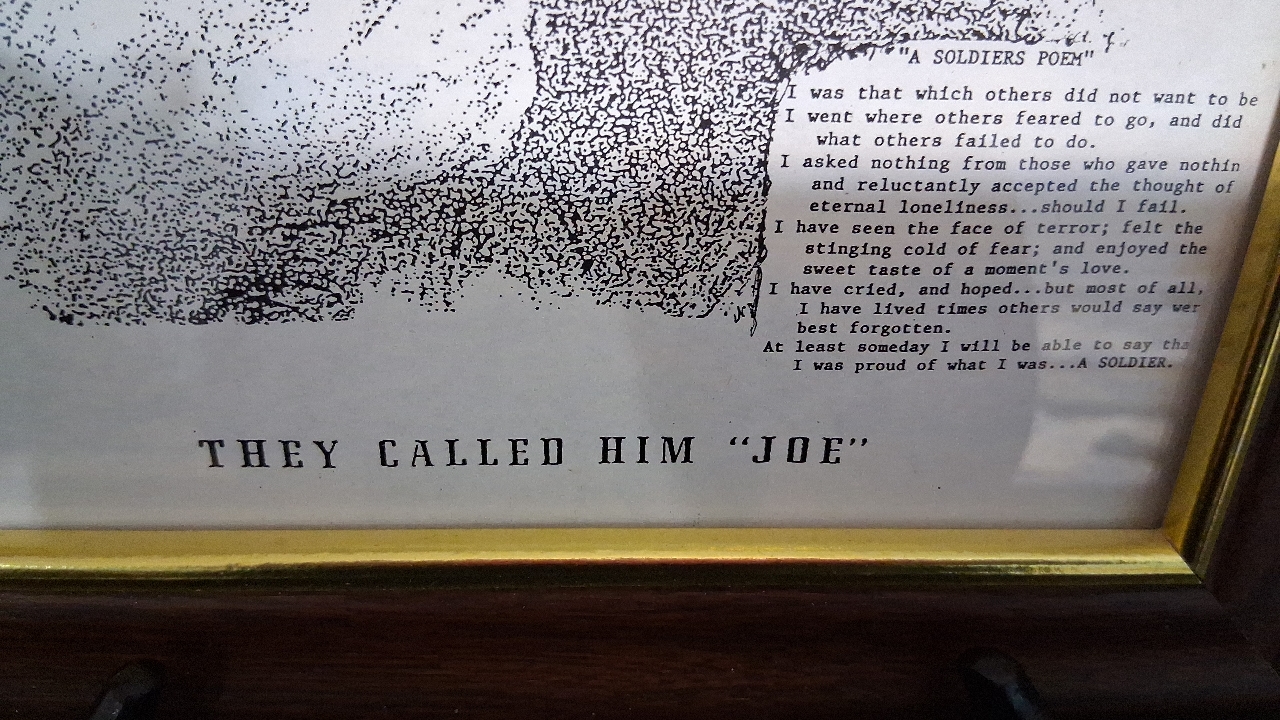 "A SOLDIERS POEM"
I was that which others did not want to be
I went where others feared to go, and did
what others failed to do.
I asked nothing from those who gave nothin
and reluctantly accepted the thought of
eternal loneliness...should I fail.
I have seen the face of terror; felt the
stinging cold of fear; and enjoyed the
sweet taste of a moment's love.
I have cried, and hoped...but most of all,
I have lived times others would say wer
best forgotten.
At least someday I will be able to say tha
I was proud of what I was...A SOLDIER.
THEY CALLED HIM “JOE”